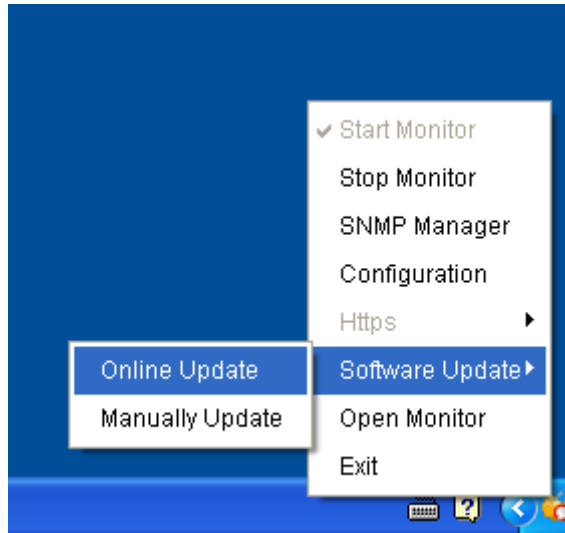 Start Monitor
Stop Monitor
SNMP Manager
Configuration
Https
Software Update
Online Update
Manually Update
Open Monitor
Exit